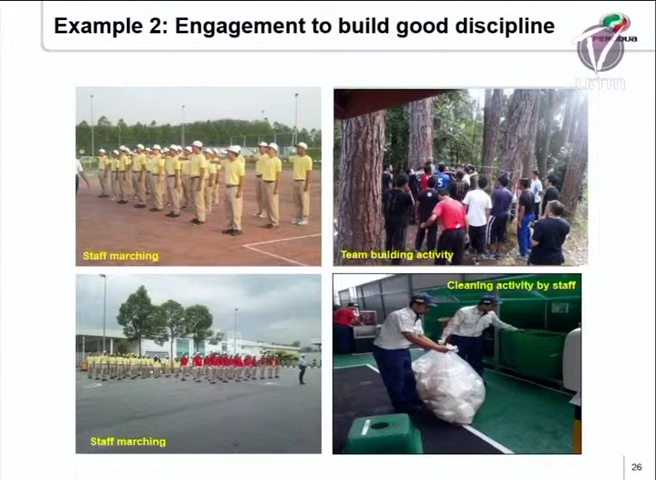 Example 2: Engagement to build good discipline
Staff marching
Team building activity
Staff marching
Cleaning activity by staff
26